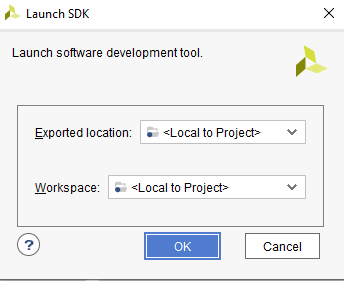 Launch SDK
Launch software development tool.
Exported location: <Local to Project>
Workspace: <Local to Project>
? OK Cancel